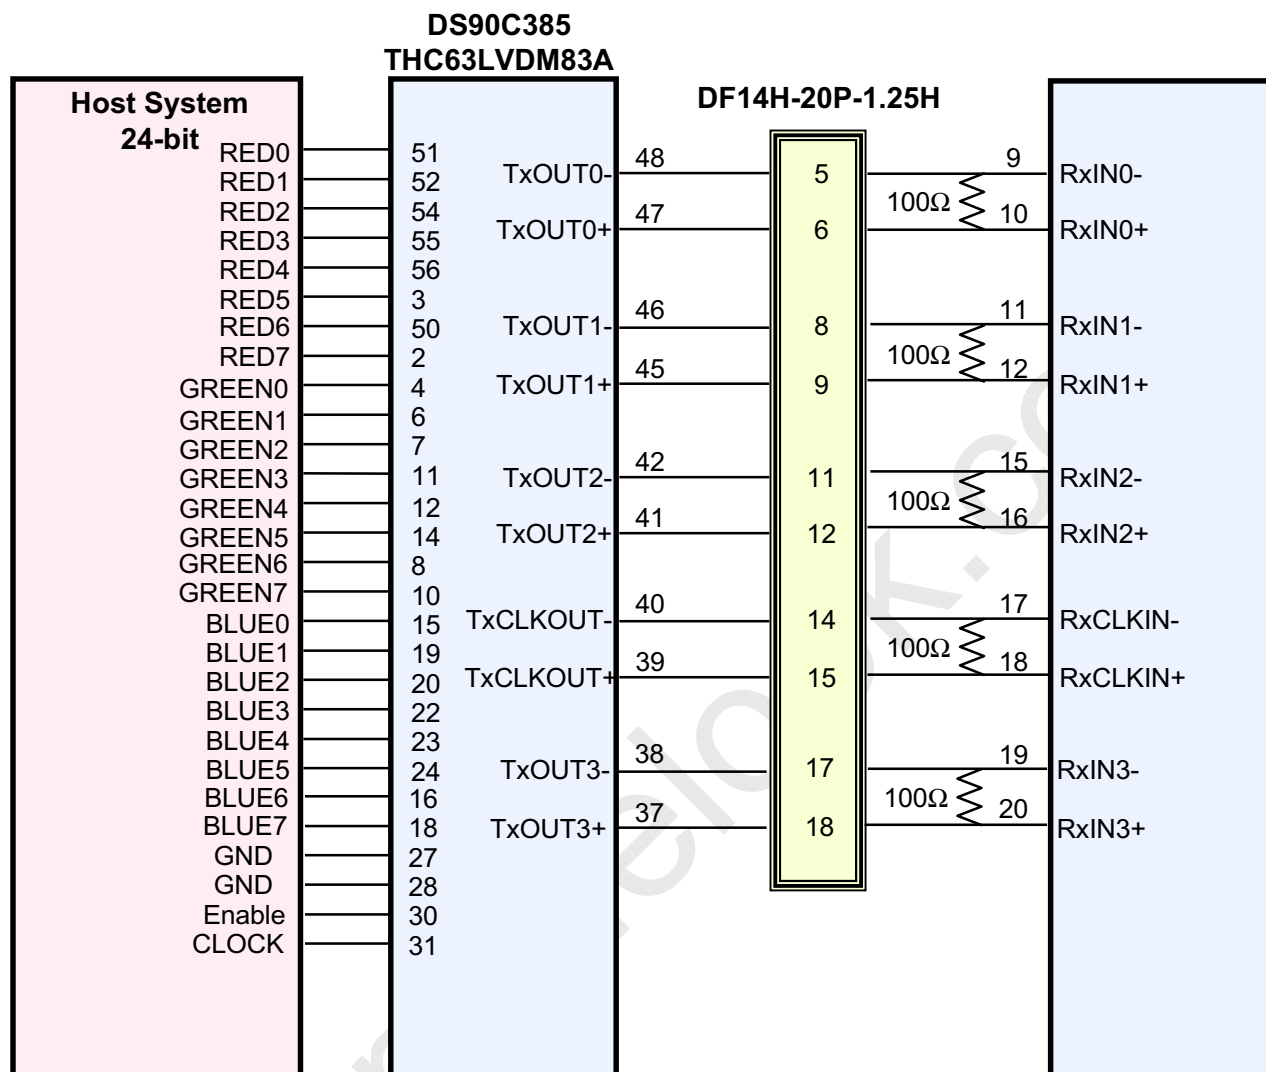 DS90C385
THC63LVDM83A
DF14H-20P-1.25H
Host System
24-bit
RED0 51
RED1 52
RED2 54
RED3 55
RED4 56
RED5 3
RED6 50
RED7 2
GREEN0 4
GREEN1 6
GREEN2 7
GREEN3 11
GREEN4 12
GREEN5 14
GREEN6 8
GREEN7 10
BLUE0 15
BLUE1 19
BLUE2 20
BLUE3 22
BLUE4 23
BLUE5 24
BLUE6 16
BLUE7 18
GND 27
GND 28
Enable 30
CLOCK 31
TxOUT0- 48 5 9 RxIN0-
100Ω
TxOUT0+ 47 6 10 RxIN0+
TxOUT1- 46 8 11 RxIN1-
100Ω
TxOUT1+ 45 9 12 RxIN1+
TxOUT2- 42 11 15 RxIN2-
100Ω
TxOUT2+ 41 12 16 RxIN2+
TxCLKOUT- 40 14 17 RxCLKIN-
100Ω
TxCLKOUT+ 39 15 18 RxCLKIN+
TxOUT3- 38 17 19 RxIN3-
100Ω
TxOUT3+ 37 18 20 RxIN3+